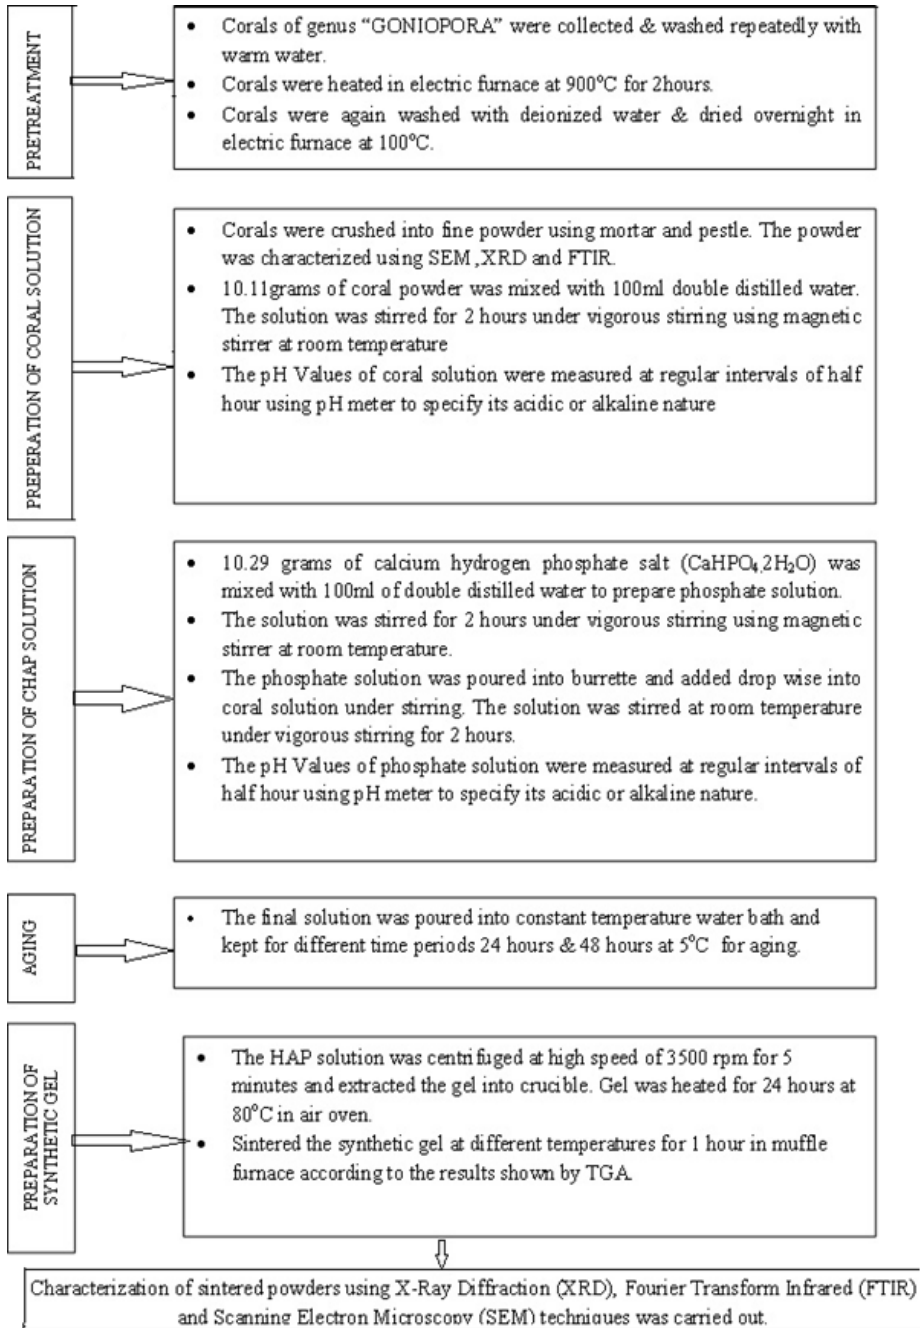 PRETREATMENT
• Corals of genus “GONIOPORA” were collected & washed repeatedly with
warm water.
• Corals were heated in electric furnace at 900°C for 2hours.
• Corals were again washed with deionized water & dried overnight in
electric furnace at 100°C.
PREPERATION OF CORAL SOLUTION
• Corals were crushed into fine powder using mortar and pestle. The powder
was characterized using SEM ,XRD and FTIR.
• 10.11grams of coral powder was mixed with 100ml double distilled water.
The solution was stirred for 2 hours under vigorous stirring using magnetic
stirrer at room temperature
• The pH Values of coral solution were measured at regular intervals of half
hour using pH meter to specify its acidic or alkaline nature
PREPARATION OF CHAP SOLUTION
• 10.29 grams of calcium hydrogen phosphate salt (CaHPO₄.2H₂O) was
mixed with 100ml of double distilled water to prepare phosphate solution.
• The solution was stirred for 2 hours under vigorous stirring using magnetic
stirrer at room temperature.
• The phosphate solution was poured into burrette and added drop wise into
coral solution under stirring. The solution was stirred at room temperature
under vigorous stirring for 2 hours.
• The pH Values of phosphate solution were measured at regular intervals of
half hour using pH meter to specify its acidic or alkaline nature.
AGING
• The final solution was poured into constant temperature water bath and
kept for different time periods 24 hours & 48 hours at 5°C for aging.
PREPARATION OF
SYNTHETIC GEL
• The HAP solution was centrifuged at high speed of 3500 rpm for 5
minutes and extracted the gel into crucible. Gel was heated for 24 hours at
80°C in air oven.
• Sintered the synthetic gel at different temperatures for 1 hour in muffle
furnace according to the results shown by TGA.
Characterization of sintered powders using X-Ray Diffraction (XRD), Fourier Transform Infrared (FTIR)
and Scanning Electron Microscopy (SEM) techniques was carried out.